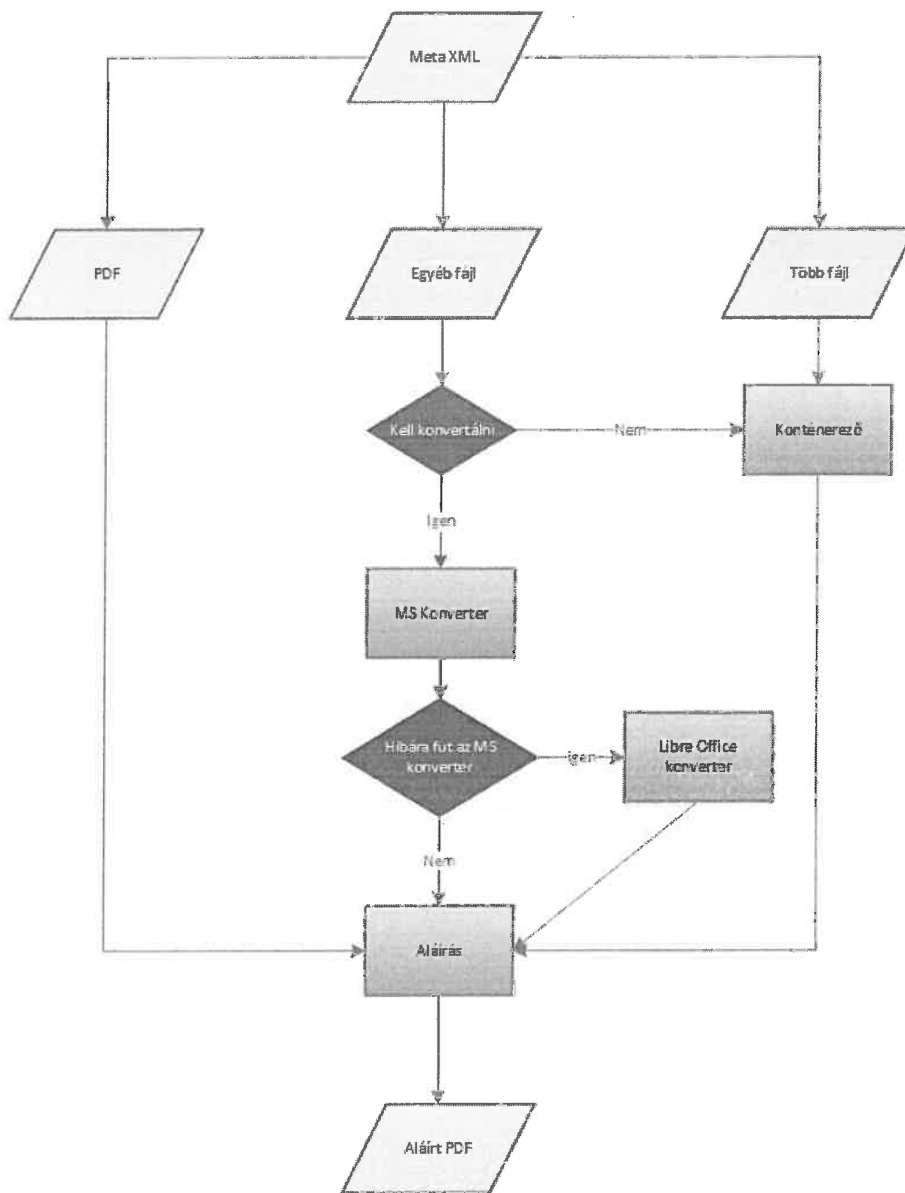 Meta XML
PDF
Egyéb fájl
Több fájl
Kell konvertálni
Nem
Konténerező
Igen
MS Konverter
Hibára fut az MS
konverter
Igen
Libre Office
konverter
Nem
Aláírás
Aláírt PDF